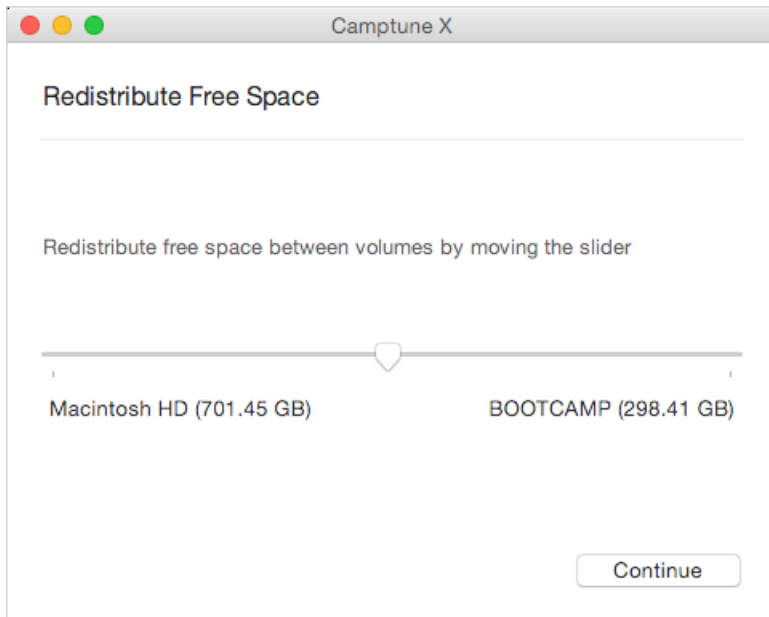 Camptune X
Redistribute Free Space
Redistribute free space between volumes by moving the slider
Macintosh HD (701.45 GB)
BOOTCAMP (298.41 GB)
Continue